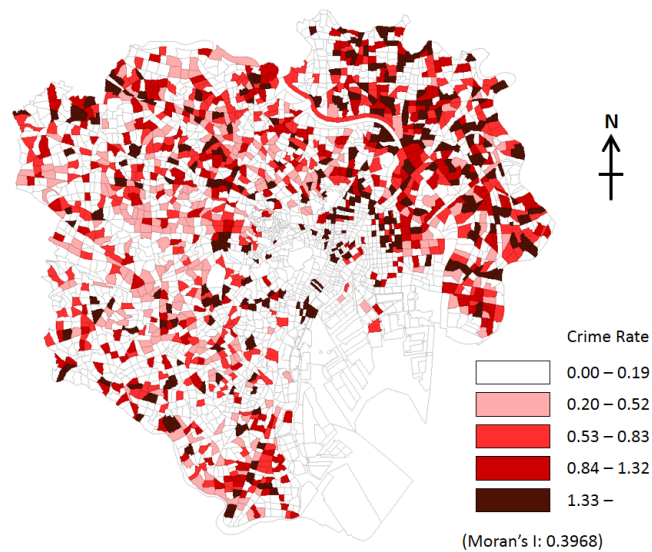 N
Crime Rate
0.00 – 0.19
0.20 – 0.52
0.53 – 0.83
0.84 – 1.32
1.33 –
(Moran's I: 0.3968)